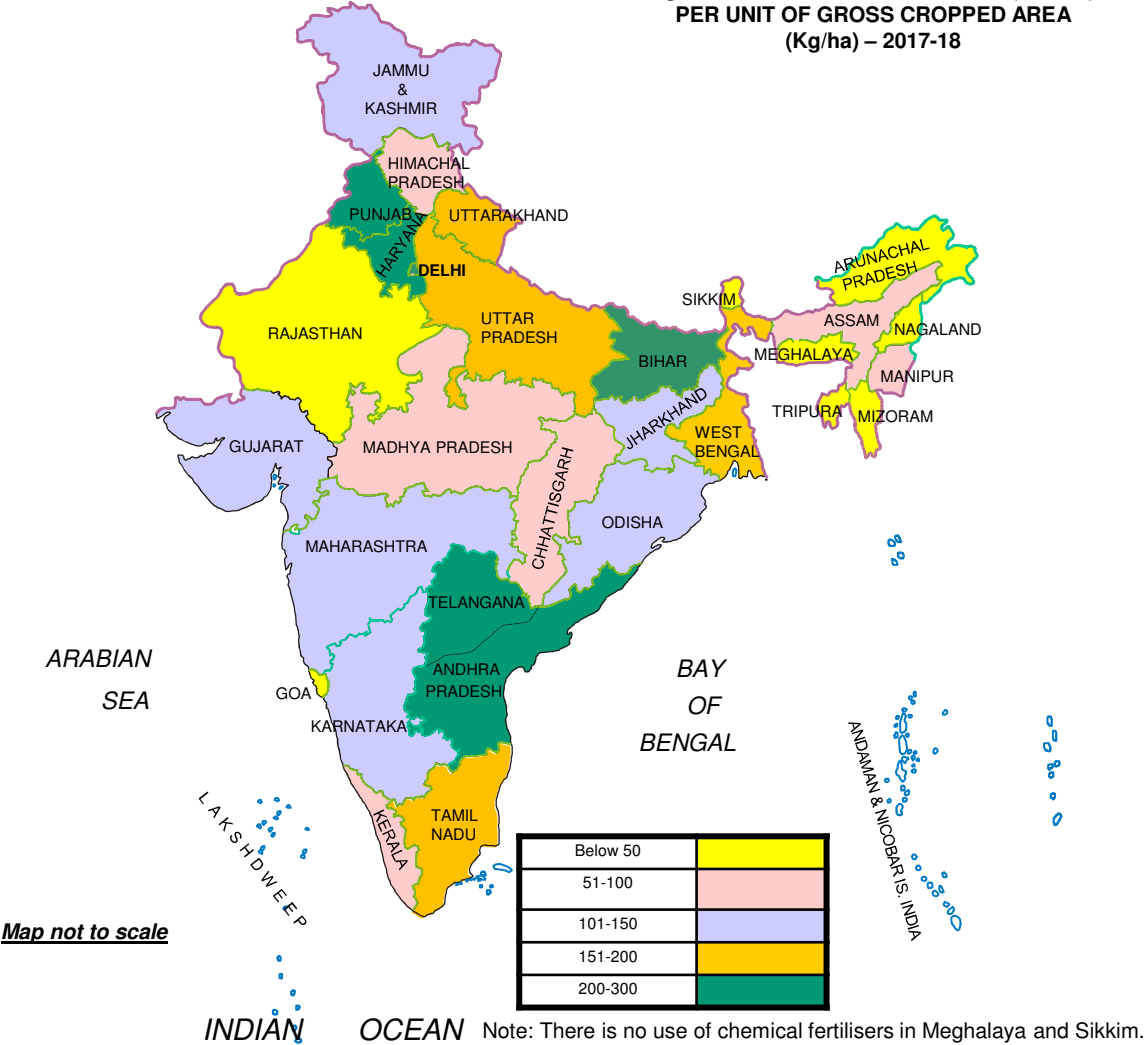 PER UNIT OF GROSS CROPPED AREA
(Kg/ha) – 2017-18
JAMMU
&
KASHMIR
HIMACHAL
PRADESH
PUNJAB
HARYANA
UTTARAKHAND
DELHI
RAJASTHAN
UTTAR
PRADESH
BIHAR
SIKKIM
ARUNACHAL
PRADESH
ASSAM
NAGALAND
MEGHALAYA
MANIPUR
TRIPURA
MIZORAM
GUJARAT
MADHYA PRADESH
JHARKHAND
WEST
BENGAL
CHHATTISGARH
ODISHA
MAHARASHTRA
TELANGANA
ANDHRA
PRADESH
GOA
KARNATAKA
KERALA
TAMIL
NADU
ARABIAN
SEA
BAY
OF
BENGAL
LAKSHDWEEP
ANDAMAN & NICOBAR IS. INDIA
Below 50
51-100
101-150
151-200
200-300
Map not to scale
INDIAN OCEAN
Note: There is no use of chemical fertilisers in Meghalaya and Sikkim.